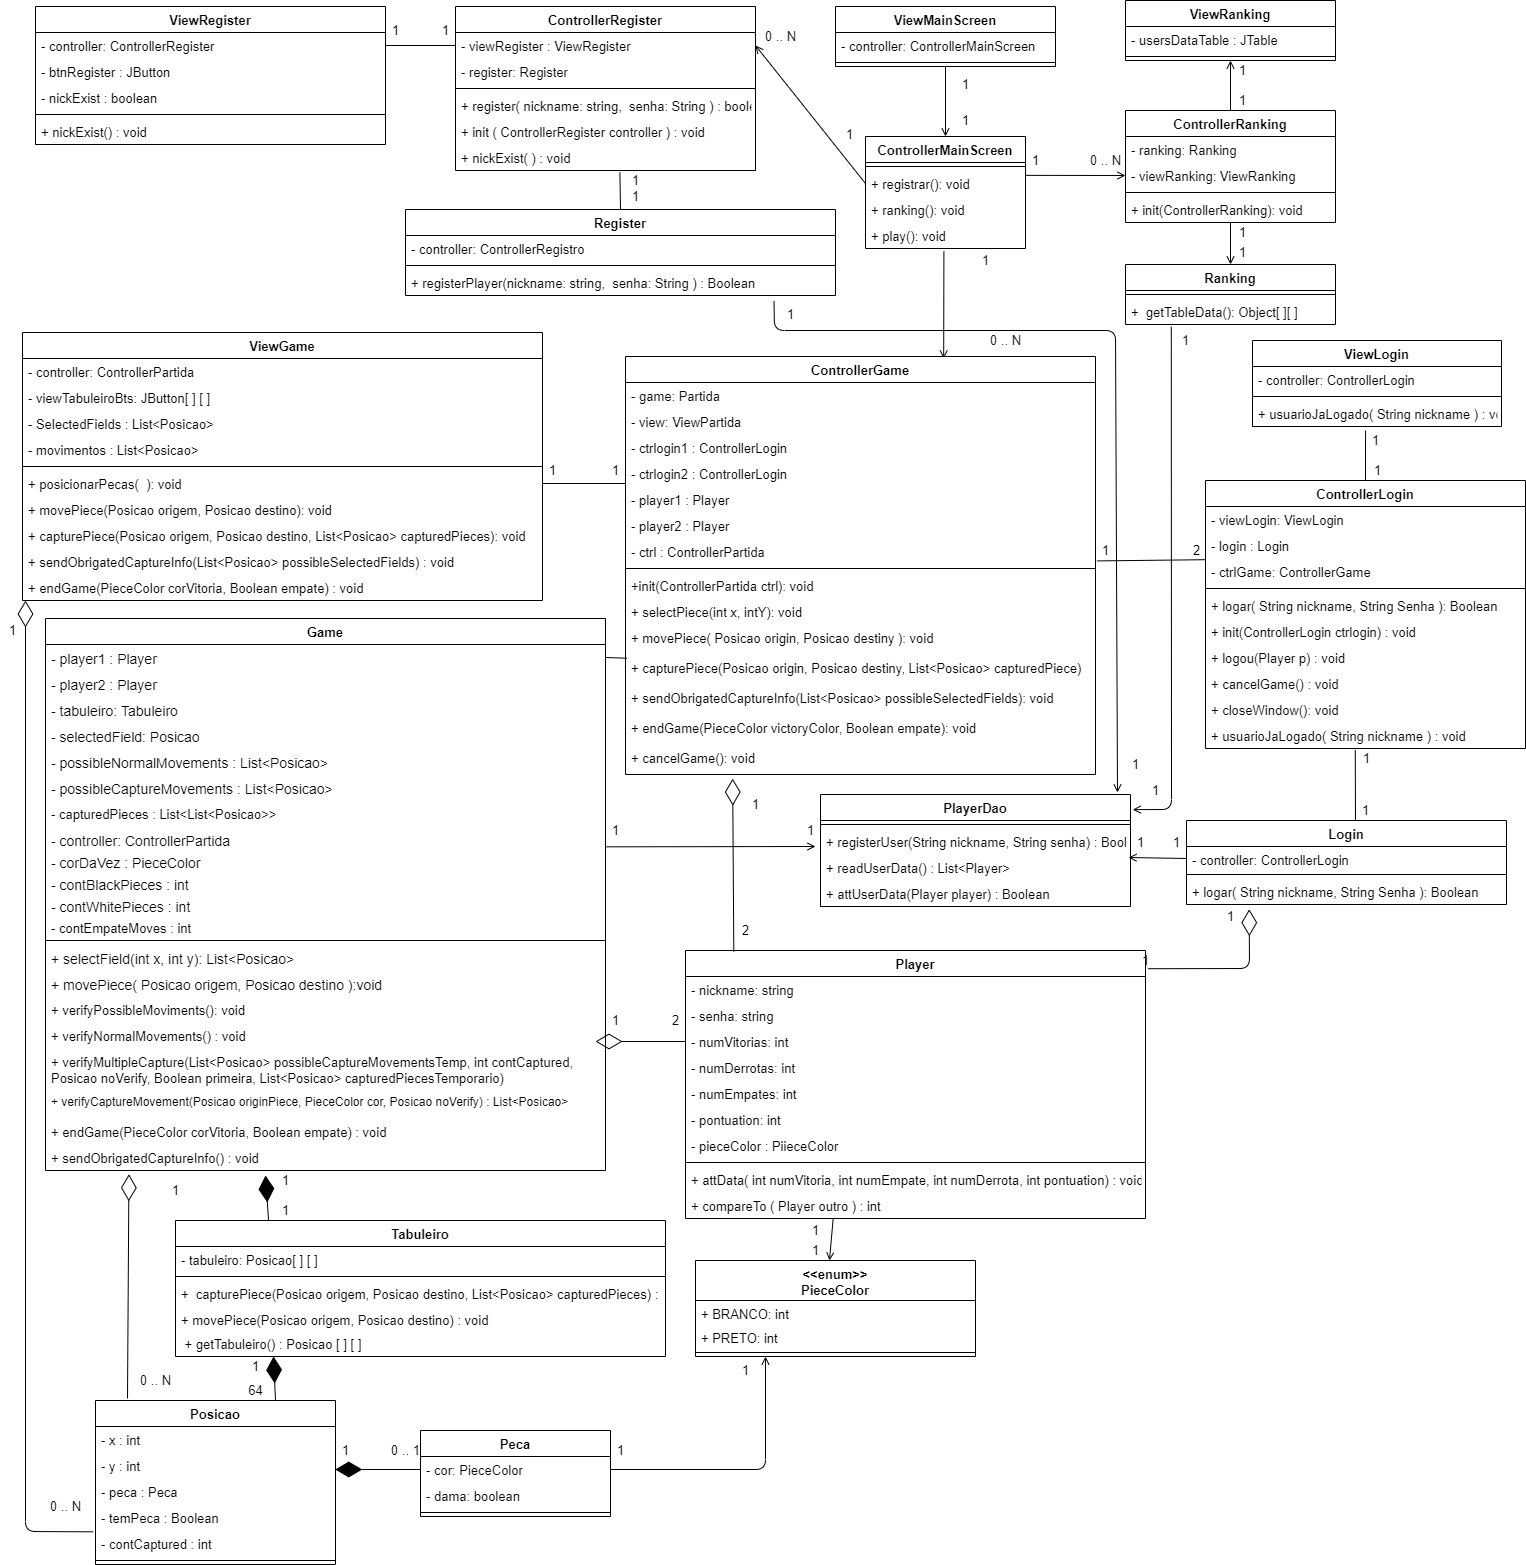 ViewRegister
- controller: ControllerRegister
- btnRegister : JButton
- nickExist : boolean
+ nickExist() : void
1
1
ControllerRegister
- viewRegister : ViewRegister
- register: Register
+ register( nickname: string,  senha: String ) : boole
+ init ( ControllerRegister controller ) : void
+ nickExist( ) : void
1
1
Register
- controller: ControllerRegistro
+ registerPlayer(nickname: string,  senha: String ) : Boolean
1
0 .. N
1
ViewMainScreen
- controller: ControllerMainScreen
1
1
ControllerMainScreen
+ registrar(): void
+ ranking(): void
+ play(): void
1
0 .. N
1
0 .. N
ViewRanking
- usersDataTable : JTable
1
1
ControllerRanking
- ranking: Ranking
- viewRanking: ViewRanking
+ init(ControllerRanking): void
1
1
Ranking
+  getTableData(): Object[ ][ ]
1
ViewLogin
- controller: ControllerLogin
+ usuarioJaLogado( String nickname ) : vo
1
1
ControllerLogin
- viewLogin: ViewLogin
- login : Login
- ctrlGame: ControllerGame
+ logar( String nickname, String Senha ): Boolean
+ init(ControllerLogin ctrlogin) : void
+ logou(Player p) : void
+ cancelGame() : void
+ closeWindow(): void
+ usuarioJaLogado( String nickname ) : void
1
1
Login
- controller: ControllerLogin
+ logar( String nickname, String Senha ): Boolean
1
1
ViewGame
- controller: ControllerPartida
- viewTabuleiroBts: JButton[ ] [ ]
- SelectedFields : List<Posicao>
- movimentos : List<Posicao>
+ posicionarPecas(  ): void
+ movePiece(Posicao origem, Posicao destino): void
+ capturePiece(Posicao origem, Posicao destino, List<Posicao> capturedPieces): void
+ sendObrigatedCaptureInfo(List<Posicao> possibleSelectedFields) : void
+ endGame(PieceColor corVitoria, Boolean empate) : void
1
1
1
ControllerGame
- game: Partida
- view: ViewPartida
- ctrlogin1 : ControllerLogin
- ctrlogin2 : ControllerLogin
- player1 : Player
- player2 : Player
- ctrl : ControllerPartida
+init(ControllerPartida ctrl): void
+ selectPiece(int x, intY): void
+ movePiece( Posicao origin, Posicao destiny ): void
+ capturePiece(Posicao origin, Posicao destiny, List<Posicao> capturedPiece)
+ sendObrigatedCaptureInfo(List<Posicao> possibleSelectedFields): void
+ endGame(PieceColor victoryColor, Boolean empate): void
+ cancelGame(): void
1
2
1
2
Game
- player1 : Player
- player2 : Player
- tabuleiro: Tabuleiro
- selectedField: Posicao
- possibleNormalMovements : List<Posicao>
- possibleCaptureMovements : List<Posicao>
- capturedPieces : List<List<Posicao>>
- controller: ControllerPartida
- corDaVez : PieceColor
- contBlackPieces : int
- contWhitePieces : int
- contEmpateMoves : int
+ selectField(int x, int y): List<Posicao>
+ movePiece( Posicao origem, Posicao destino ):void
+ verifyPossibleMoviments(): void
+ verifyNormalMovements() : void
+ verifyMultipleCapture(List<Posicao> possibleCaptureMovementsTemp, int contCaptured,
Posicao noVerify, Boolean primeira, List<Posicao> capturedPiecesTemporario)
+ verifyCaptureMovement(Posicao originPiece, PieceColor cor, Posicao noVerify) : List<Posicao>
+ endGame(PieceColor corVitoria, Boolean empate) : void
+ sendObrigatedCaptureInfo() : void
1
1
1
1
PlayerDao
+ registerUser(String nickname, String senha) : Bool
+ readUserData() : List<Player>
+ attUserData(Player player) : Boolean
1
1
2
Player
- nickname: string
- senha: string
- numVitorias: int
- numDerrotas: int
- numEmpates: int
- pontuation: int
- pieceColor : PiieceColor
+ attData( int numVitoria, int numEmpate, int numDerrota, int pontuation) : void
+ compareTo ( Player outro ) : int
1
1
1
<<enum>>
PieceColor
+ BRANCO: int
+ PRETO: int
1
1
1
1
Tabuleiro
- tabuleiro: Posicao[ ] [ ]
+  capturePiece(Posicao origem, Posicao destino, List<Posicao> capturedPieces) :
+ movePiece(Posicao origem, Posicao destino) : void
+ getTabuleiro() : Posicao [ ] [ ]
1
64
0 .. N
0 .. N
Posicao
- x : int
- y : int
- peca : Peca
- temPeca : Boolean
- contCaptured : int
1
0 .. 1
Peca
- cor: PieceColor
- dama: boolean
1